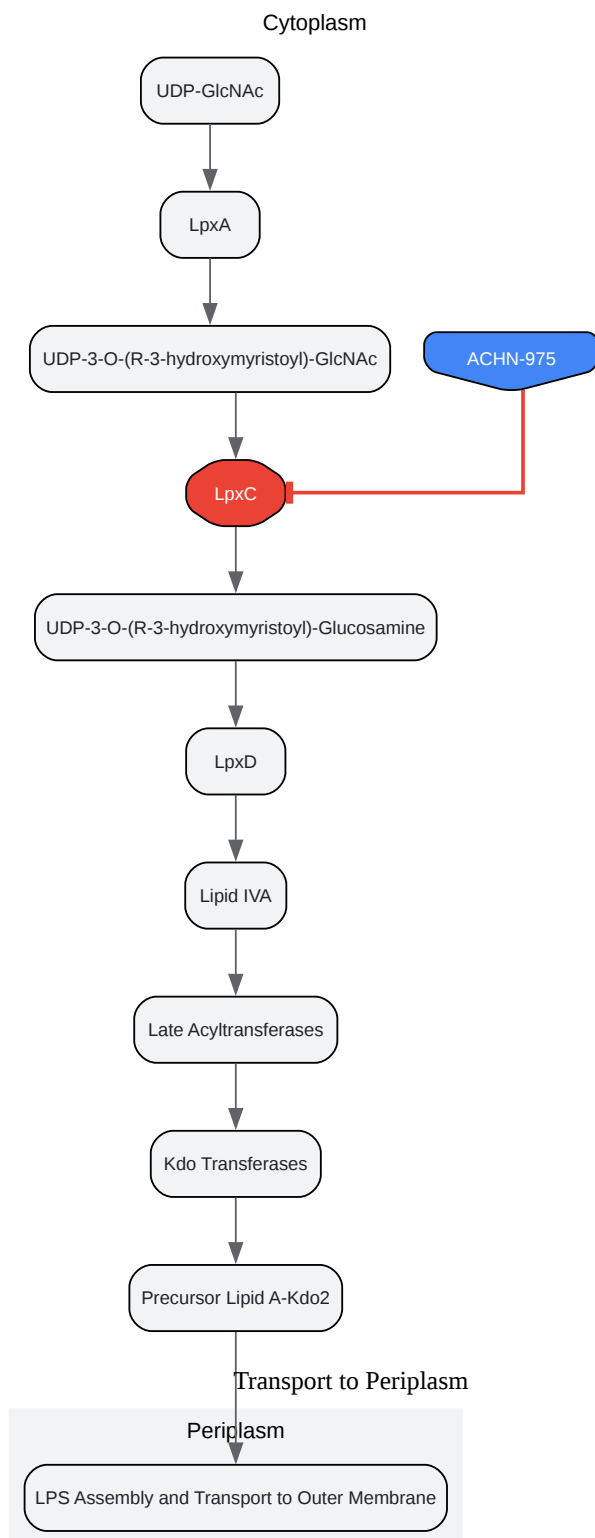 Cytoplasm
UDP-GlcNAc
LpxA
UDP-3-O-(R-3-hydroxymyristoyl)-GlcNAc
ACHN-975
LpxC
UDP-3-O-(R-3-hydroxymyristoyl)-Glucosamine
LpxD
Lipid IVA
Late Acyltransferases
Kdo Transferases
Precursor Lipid A-Kdo2
Transport to Periplasm
Periplasm
LPS Assembly and Transport to Outer Membrane